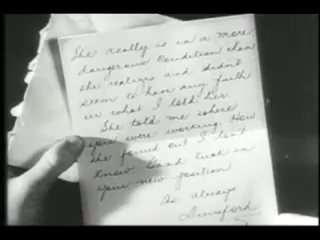 She really is in a more
dangerous condition than
she realizes and didn't
seem to have any faith
in what I told her.
She told me where
you were working. How
she found out I don't
know. Good luck in
your new position
As always